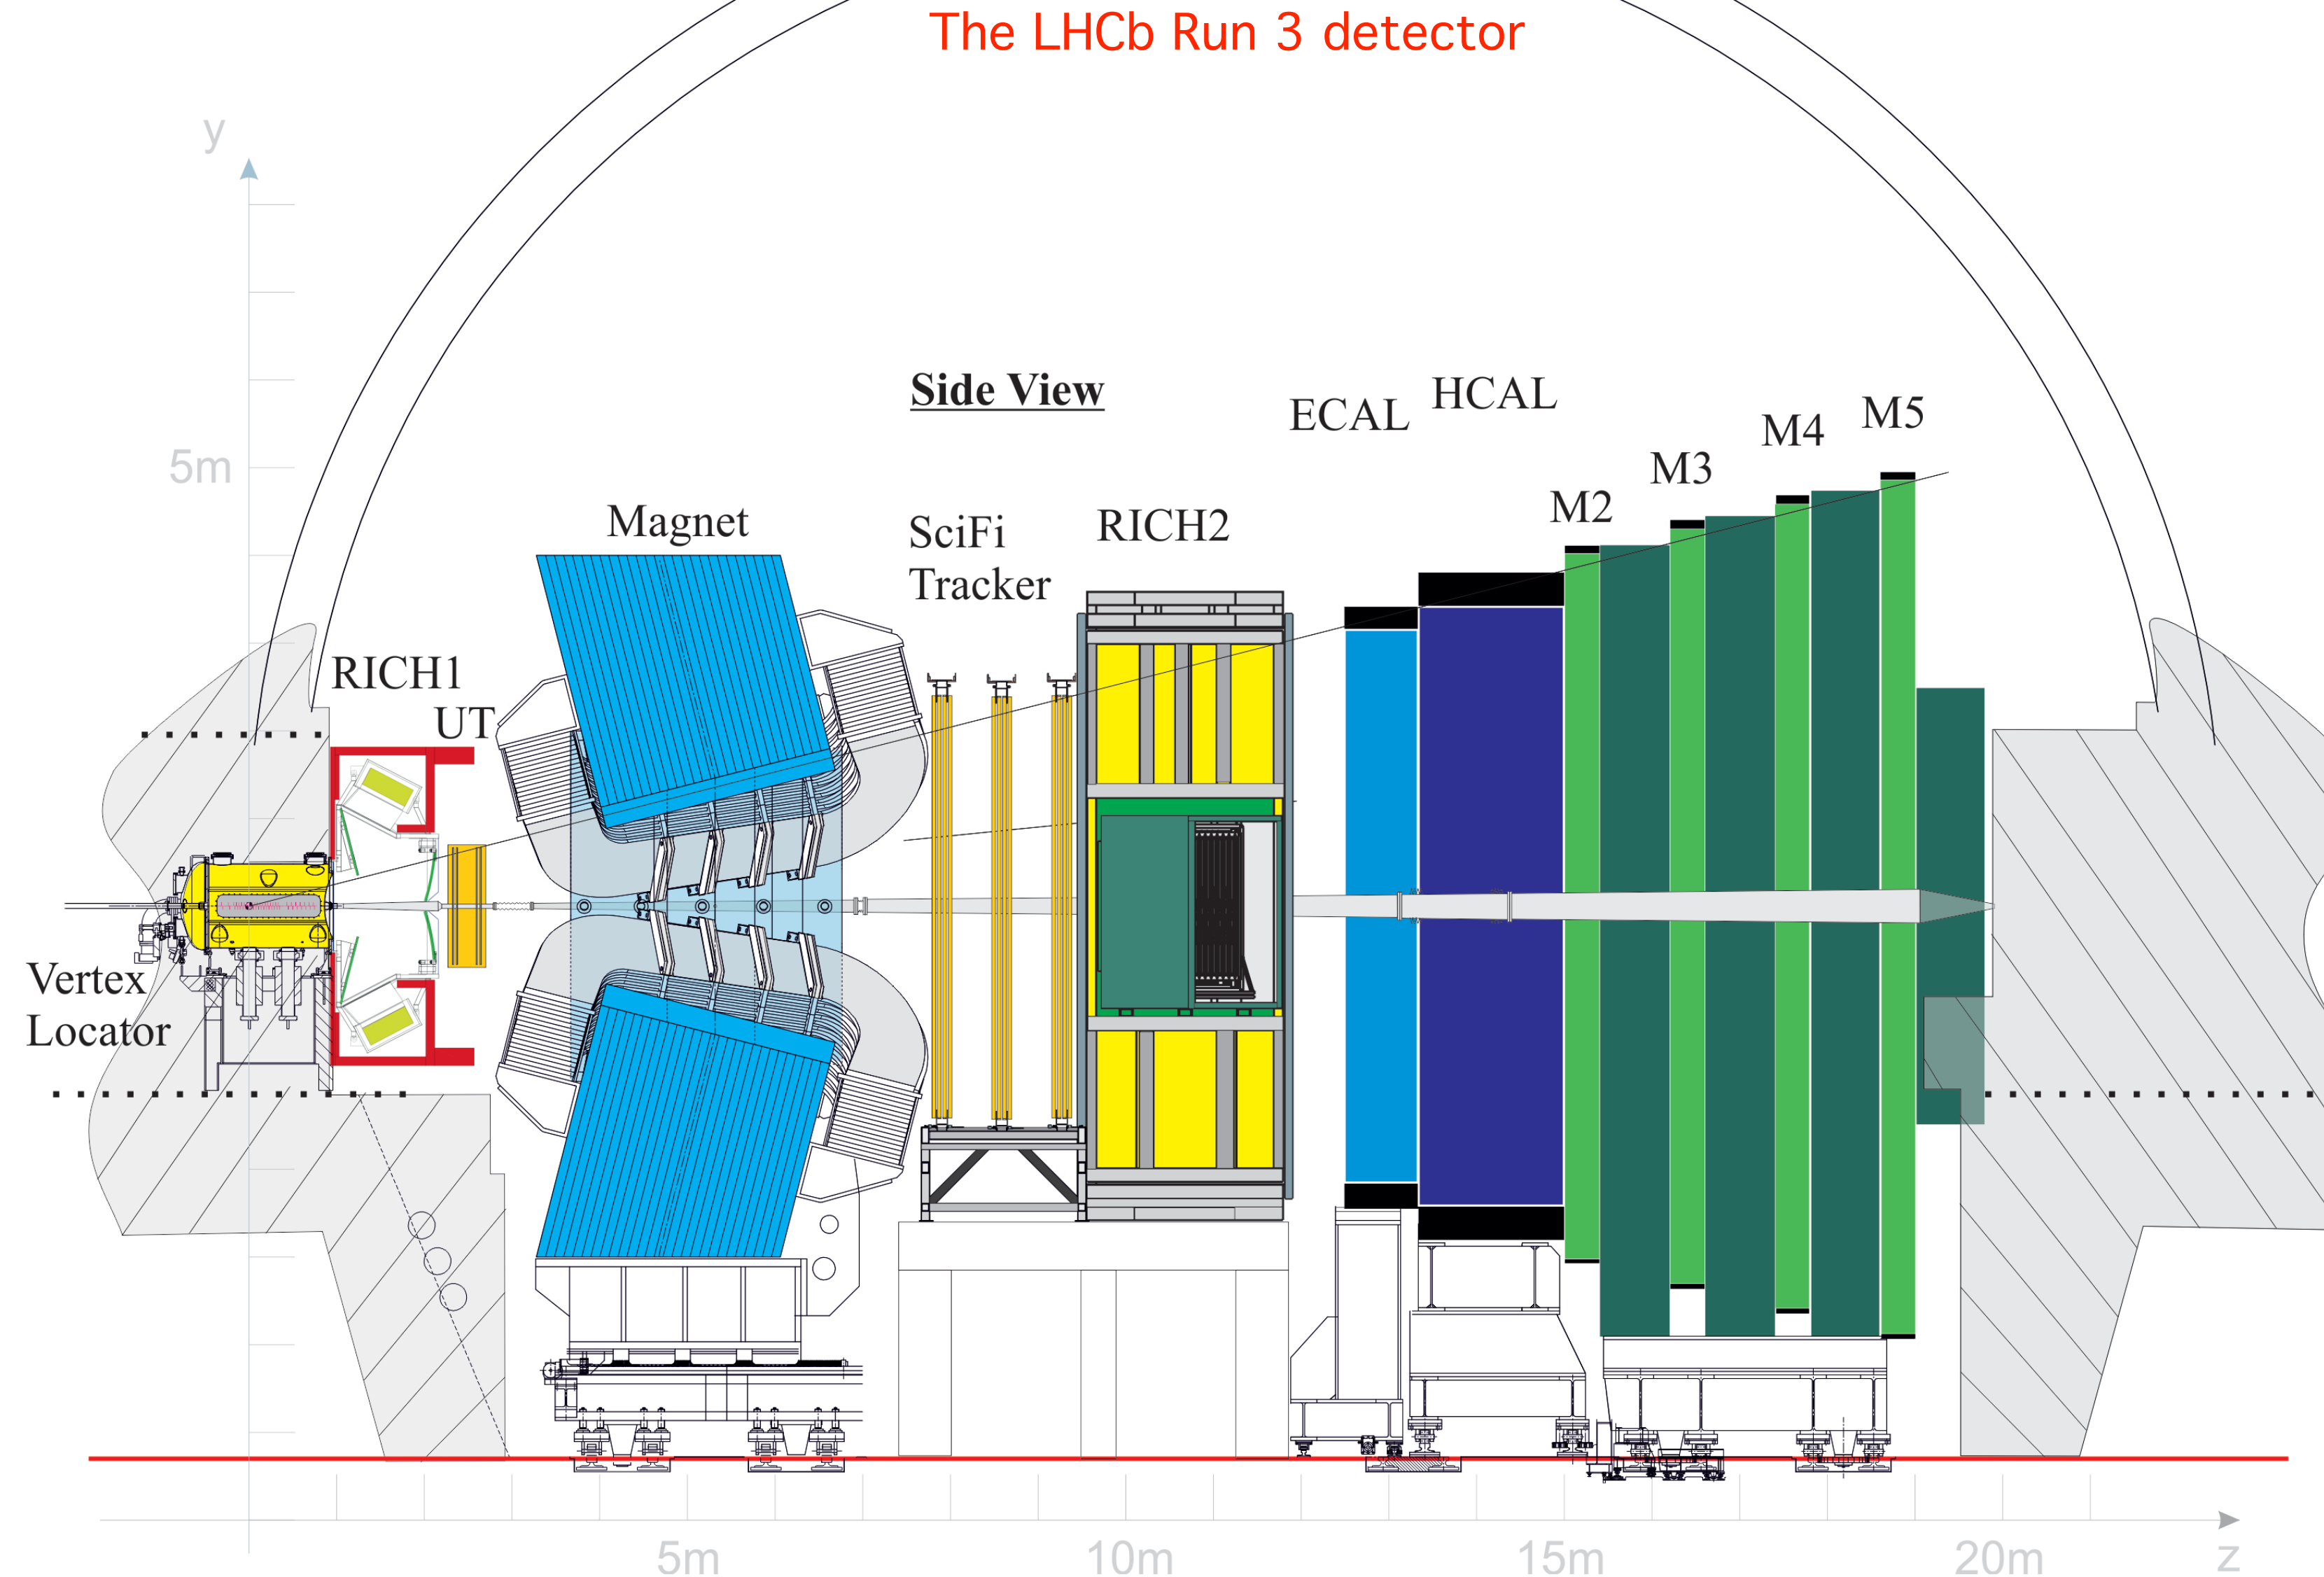 The LHCb Run 3 detector
y
Side View
ECAL
HCAL
M5
M4
M3
M2
5m
Magnet
SciFi
Tracker
RICH2
RICH1
UT
Vertex
Locator
5m
10m
15m
20m
z